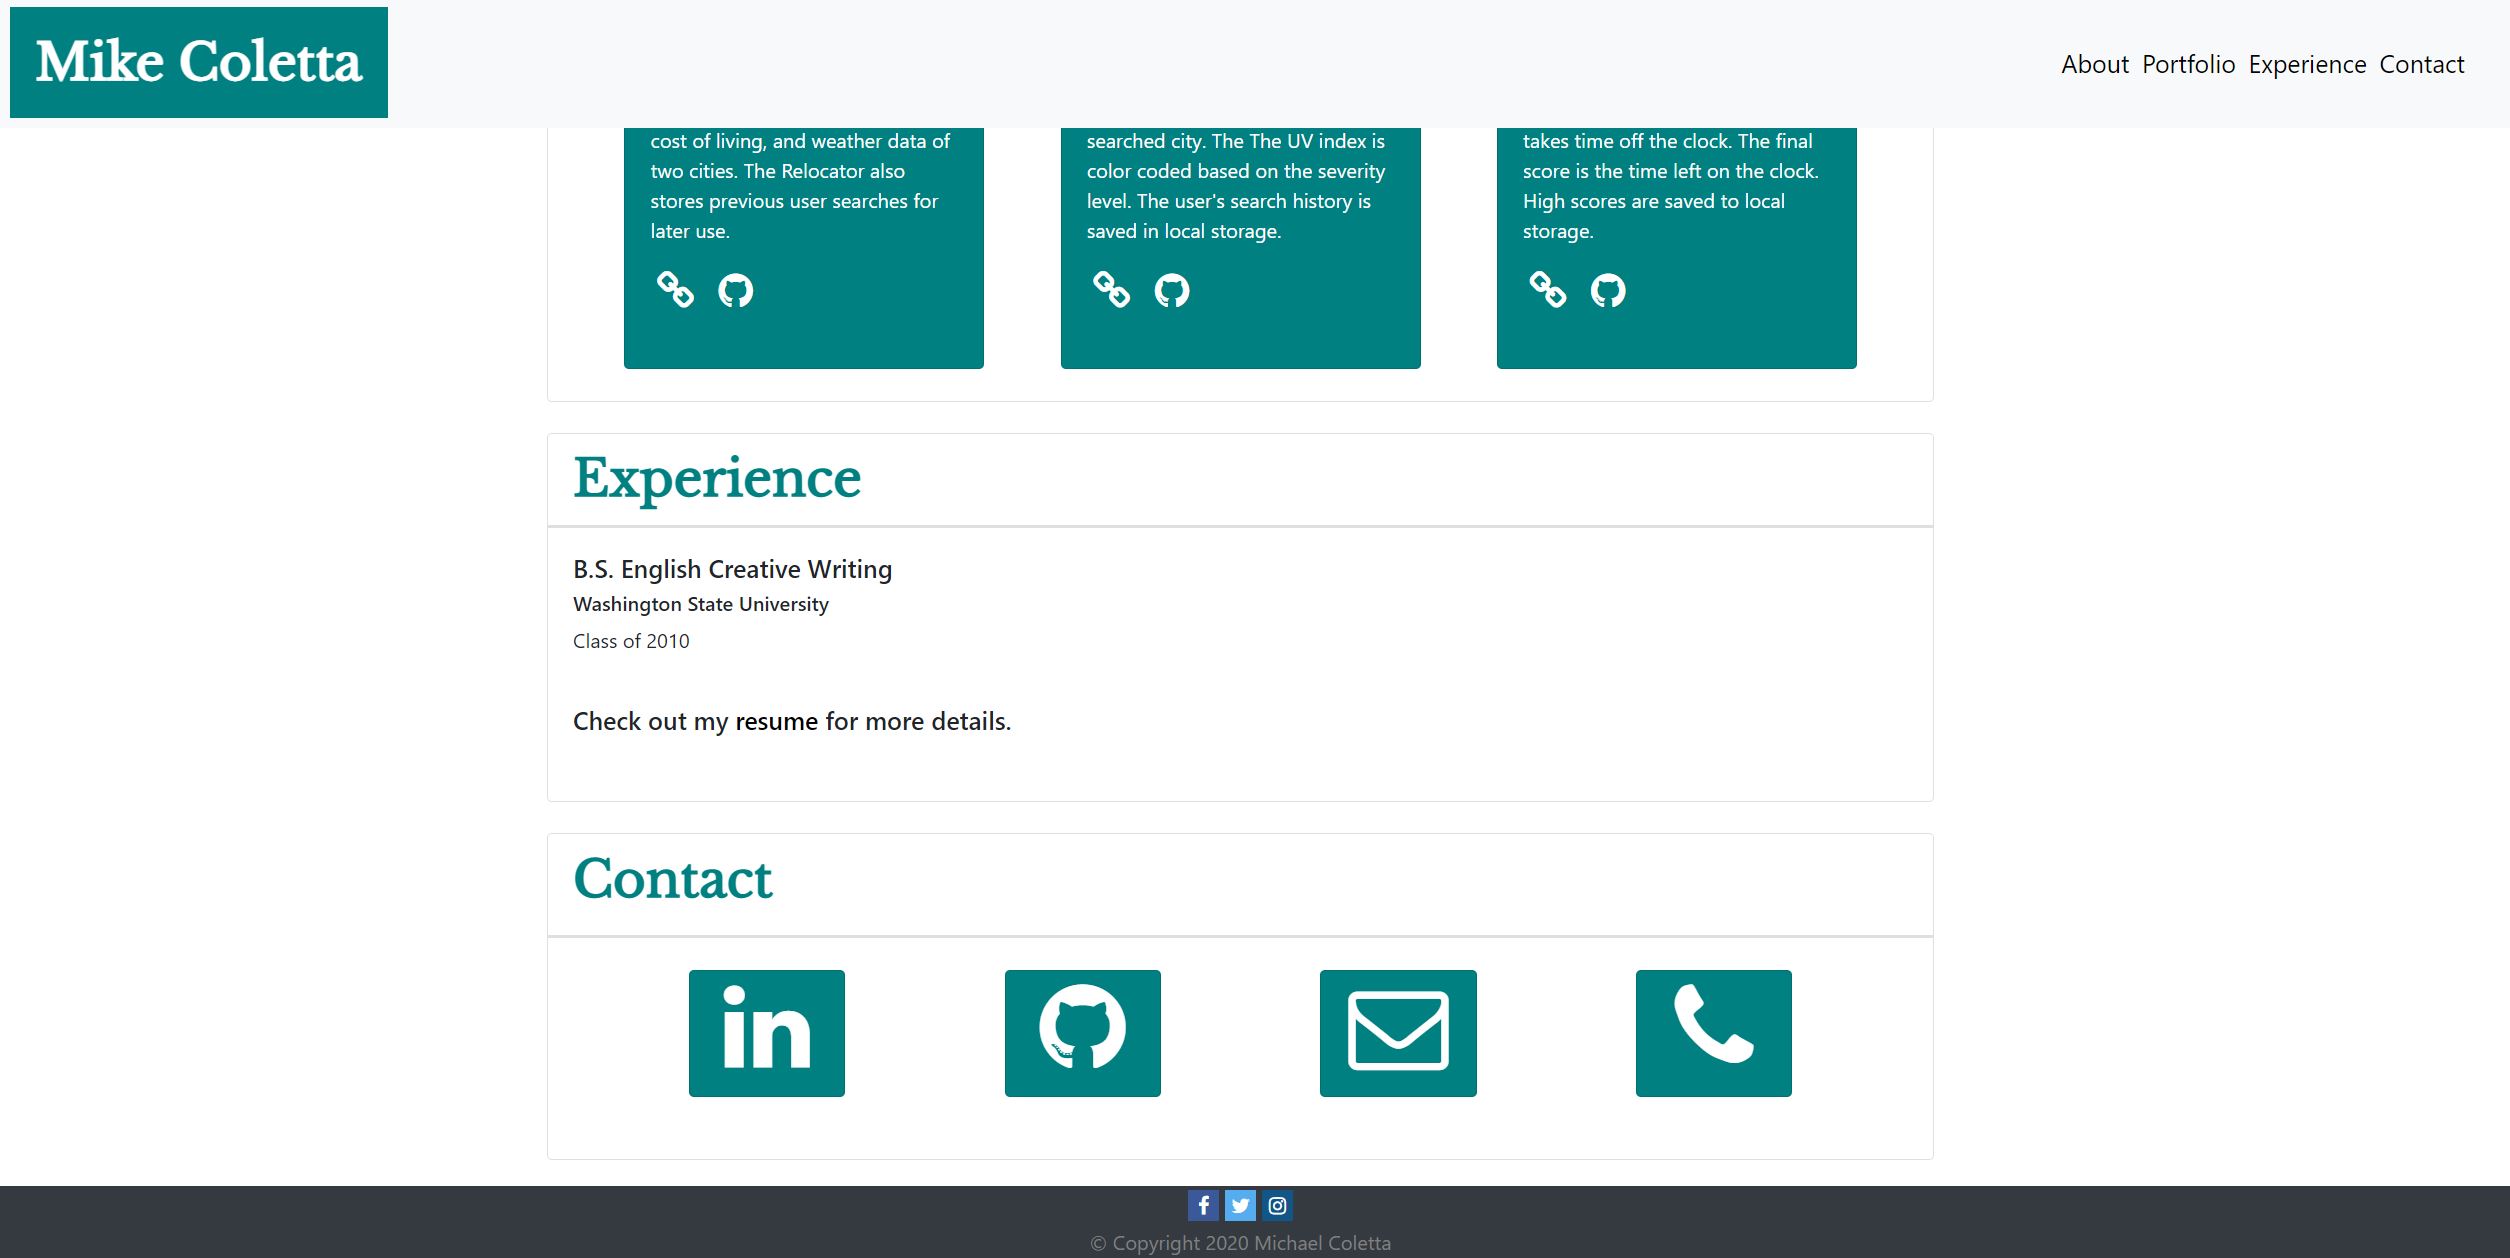 Mike Coletta
About Portfolio Experience Contact
cost of living, and weather data of
two cities. The Relocator also
stores previous user searches for
later use.
searched city. The The UV index is
color coded based on the severity
level. The user's search history is
saved in local storage.
takes time off the clock. The final
score is the time left on the clock.
High scores are saved to local
storage.
Experience
B.S. English Creative Writing
Washington State University
Class of 2010
Check out my resume for more details.
Contact
in
© Copyright 2020 Michael Coletta